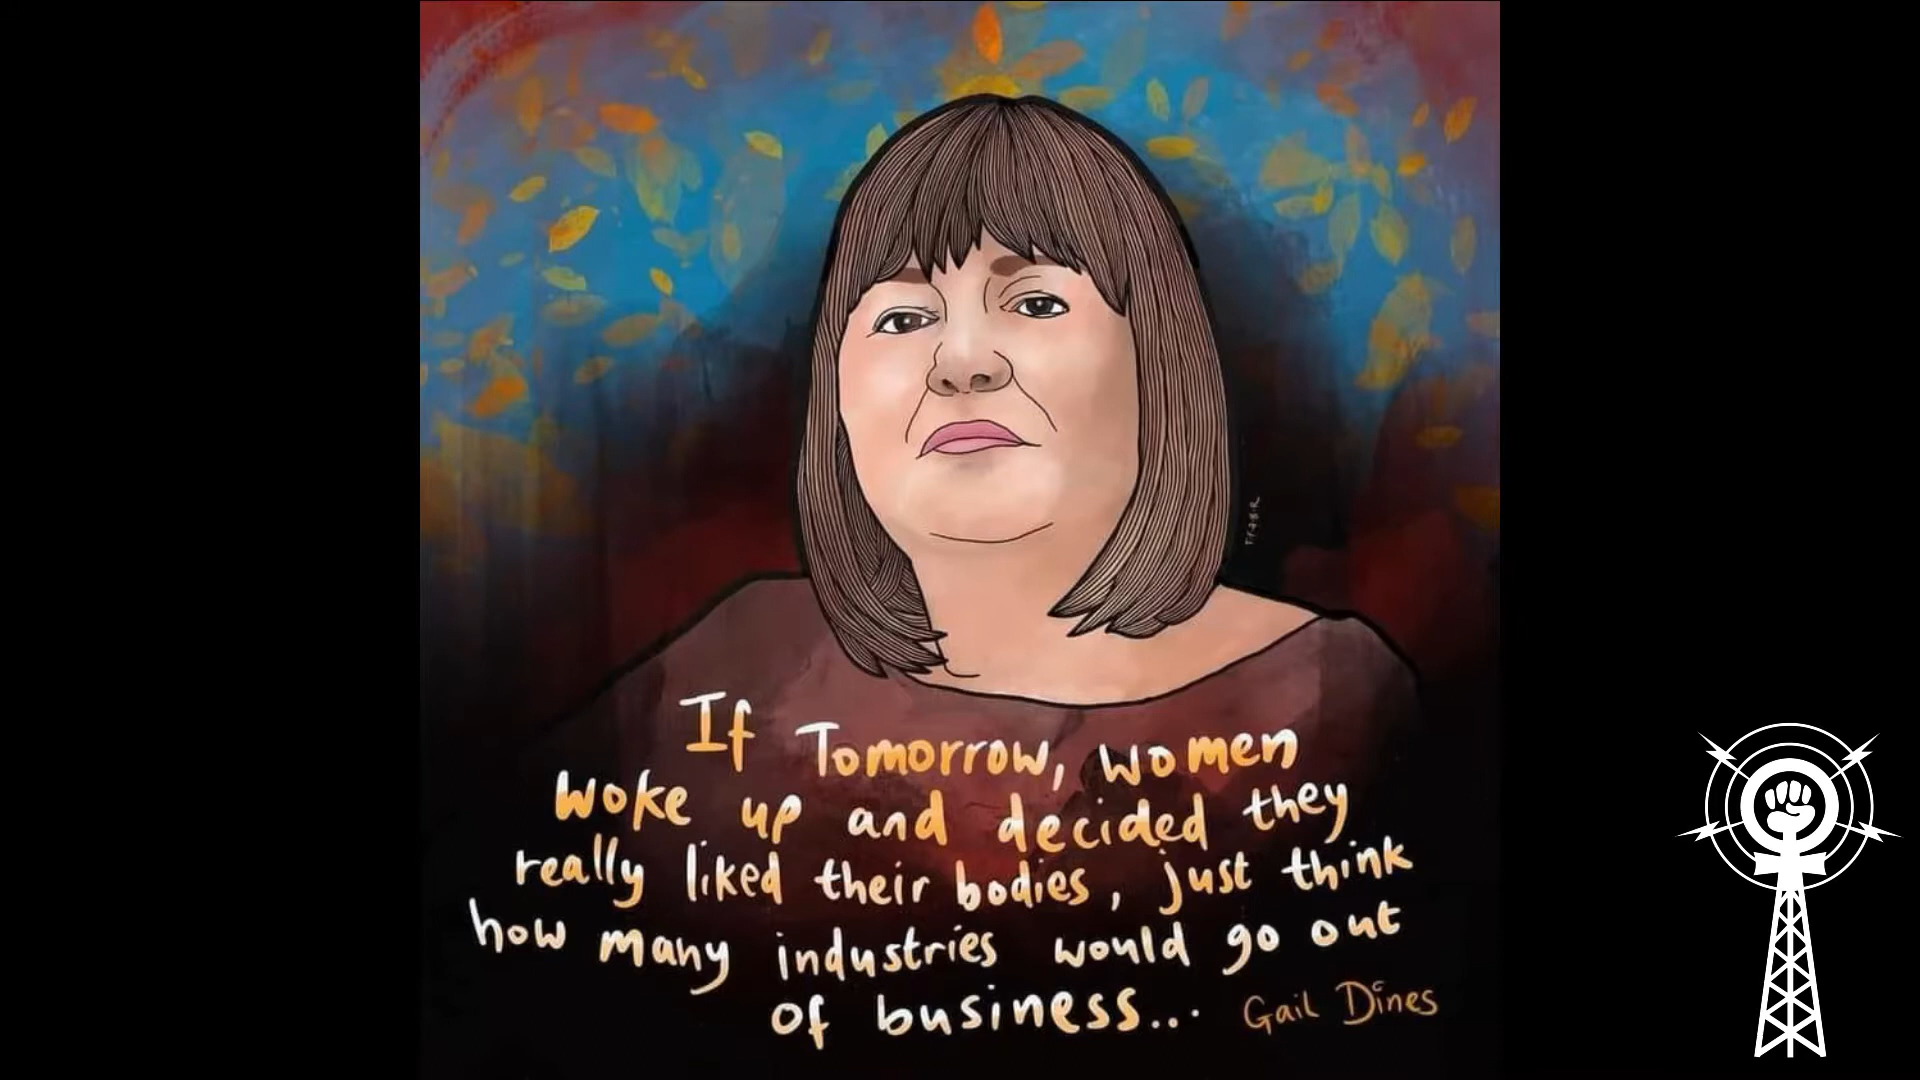 If Tomorrow, women
woke up and decided they
really liked their bodies, just think
how many industries would go out
of business...
Gail Dines